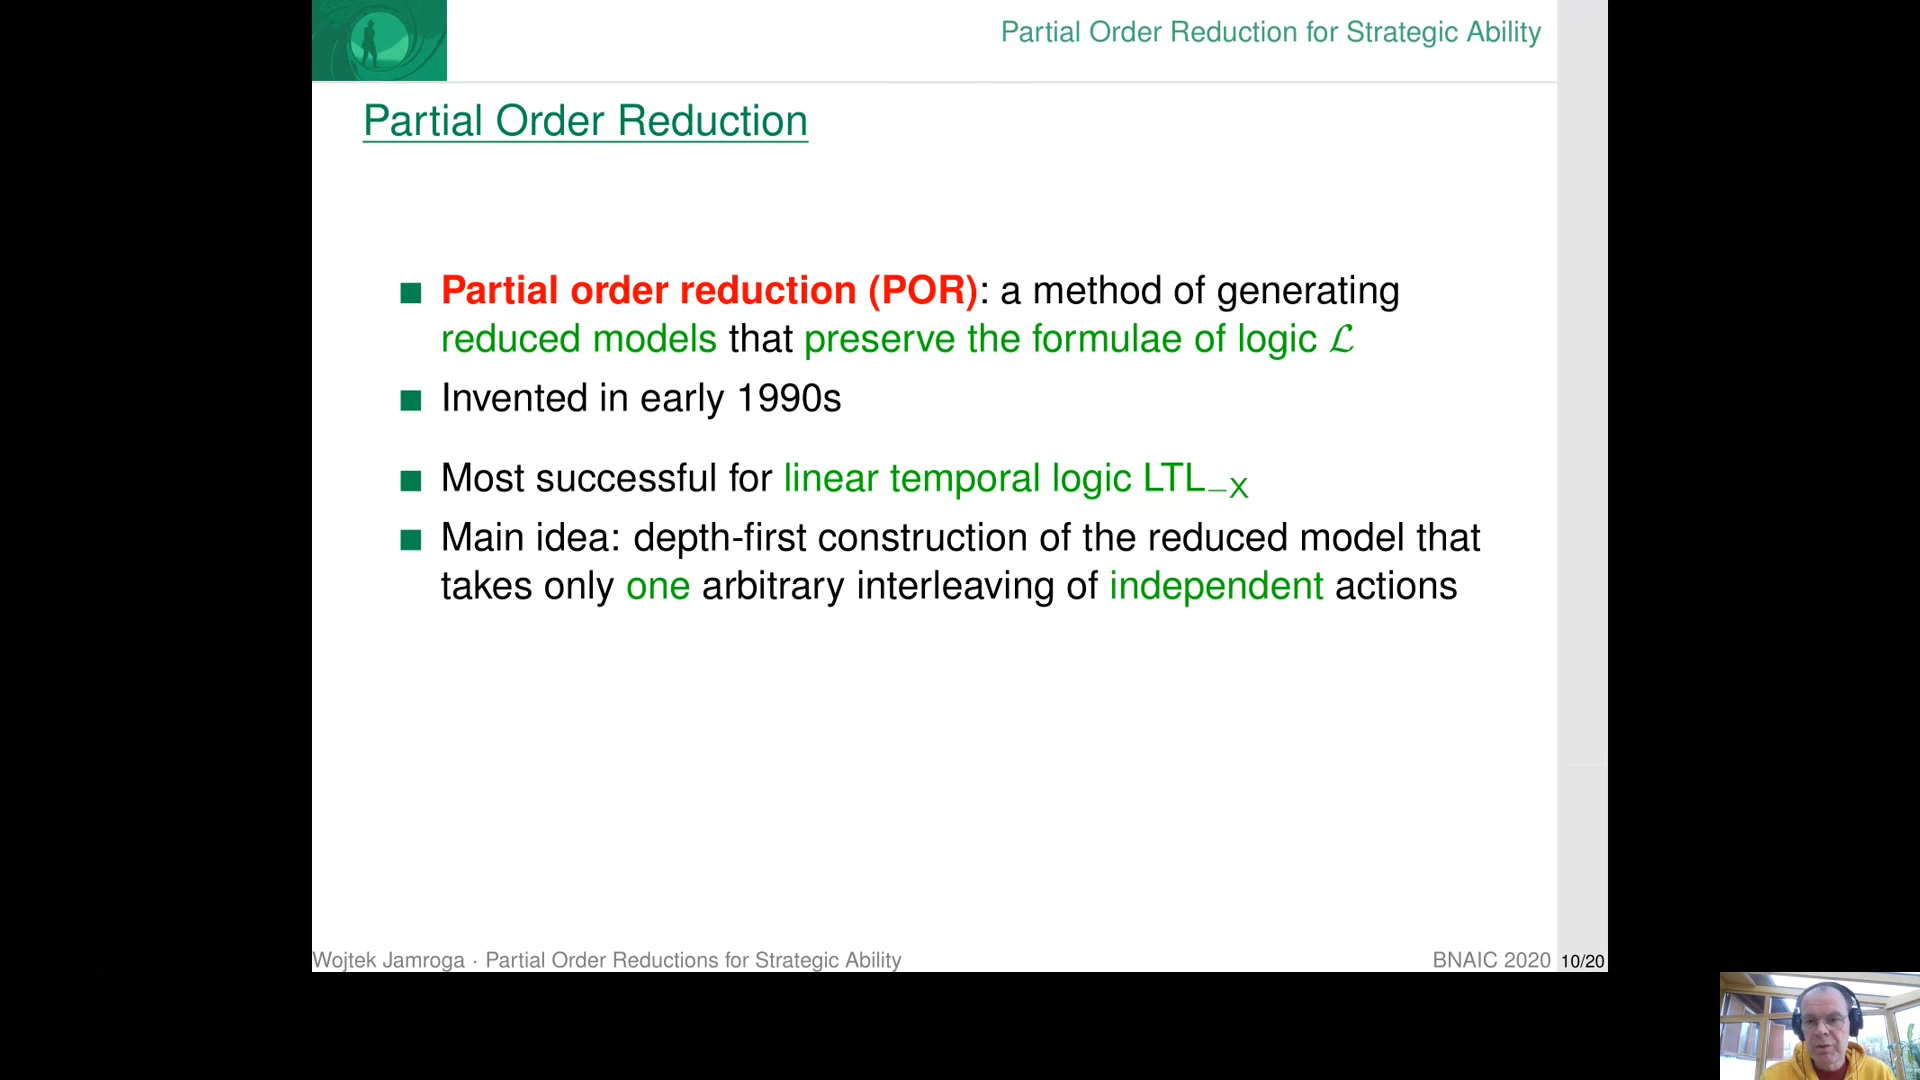 Partial Order Reduction for Strategic Ability
Partial Order Reduction
Partial order reduction (POR): a method of generating
reduced models that preserve the formulae of logic ℒ
Invented in early 1990s
Most successful for linear temporal logic LTL₋X
Main idea: depth-first construction of the reduced model that
takes only one arbitrary interleaving of independent actions
Wojtek Jamroga · Partial Order Reductions for Strategic Ability
BNAIC 2020 10/20